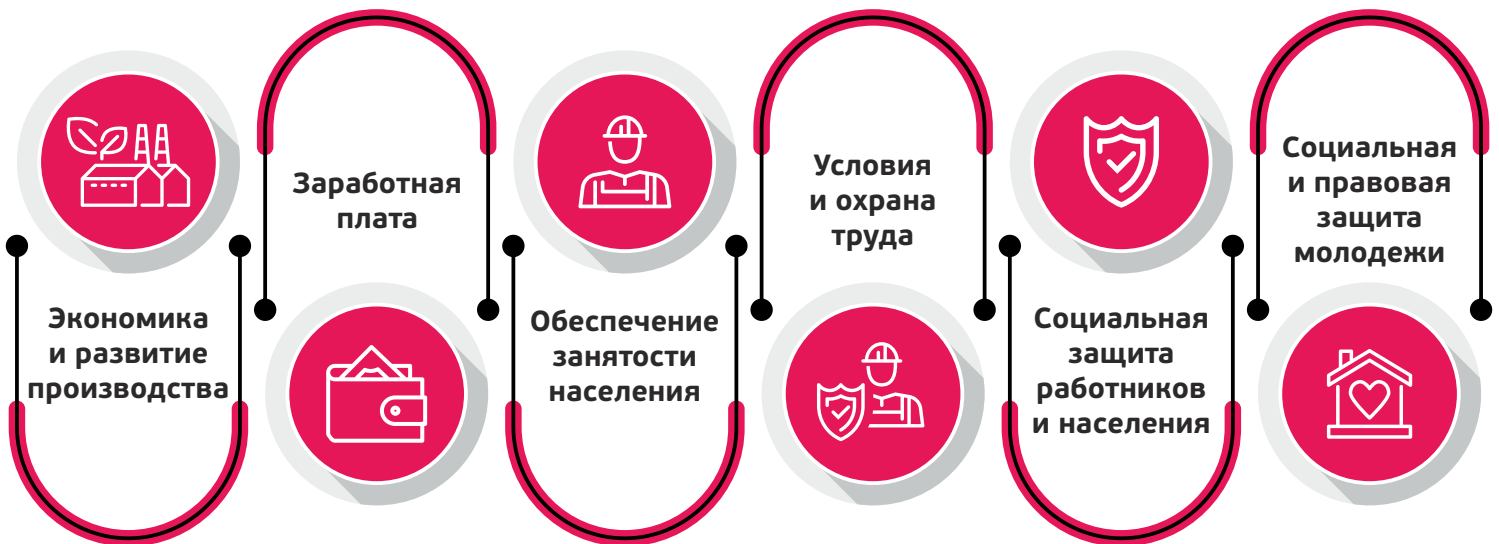 Экономика
и развитие
производства
Заработная
плата
Обеспечение
занятости
населения
Условия
и охрана
труда
Социальная
защита
работников
и населения
Социальная
и правовая
защита
молодежи